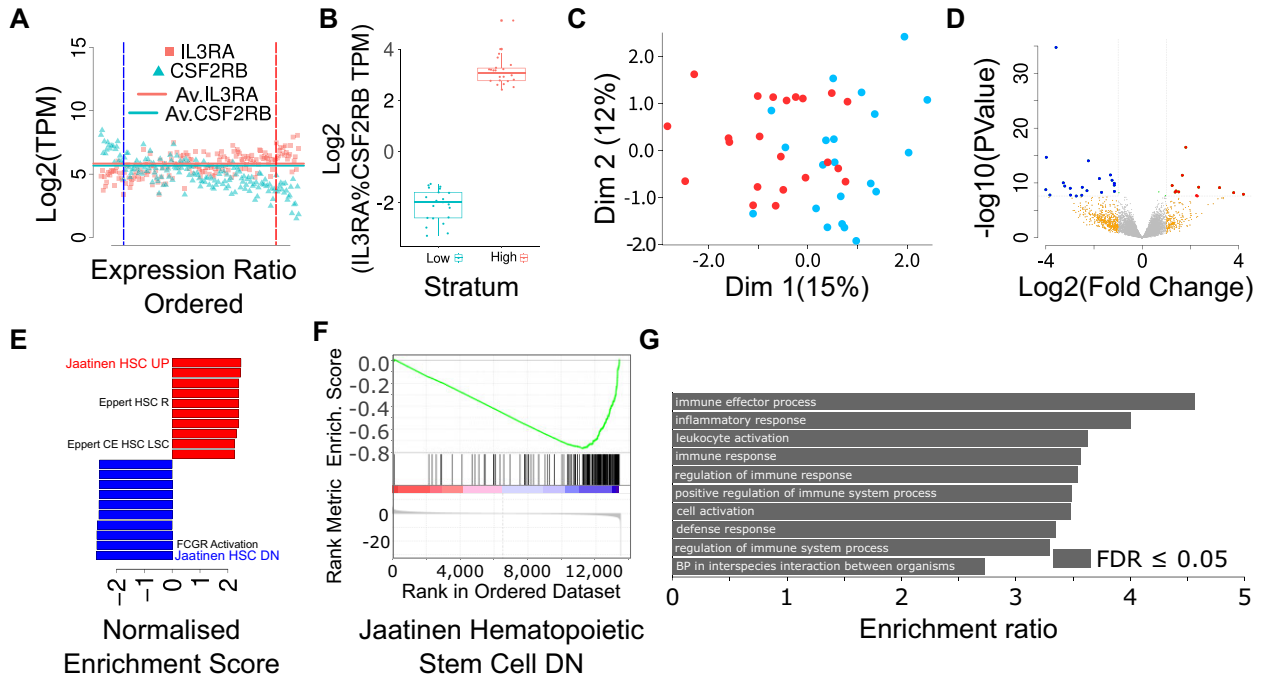 A
IL3RA
CSF2RB
Av.IL3RA
Av.CSF2RB
Log2(TPM)
15
10
5
0
Expression Ratio
Ordered
B
Log2
(IL3RA%CSF2RB TPM)
4
2
0
−2
Low
High
Stratum
C
Dim 2 (12%)
2.0
1.0
0.0
-1.0
-2.0
-2.0
0.0
2.0
Dim 1(15%)
D
-log10(PValue)
30
20
10
0
-4
-2
0
2
4
Log2(Fold Change)
E
Jaatinen HSC UP
Eppert HSC R
Eppert CE HSC LSC
FCGR Activation
Jaatinen HSC DN
−2
−1
0
1
2
Normalised
Enrichment Score
F
Enrich. Score
0.0
-0.2
-0.4
-0.6
-0.8
Rank Metric
0
-20
0
4,000
8,000
12,000
Rank in Ordered Dataset
Jaatinen Hematopoietic
Stem Cell DN
G
immune effector process
inflammatory response
leukocyte activation
immune response
regulation of immune response
positive regulation of immune system process
cell activation
defense response
regulation of immune system process
BP in interspecies interaction between organisms
FDR ≤ 0.05
0
1
2
3
4
5
Enrichment ratio